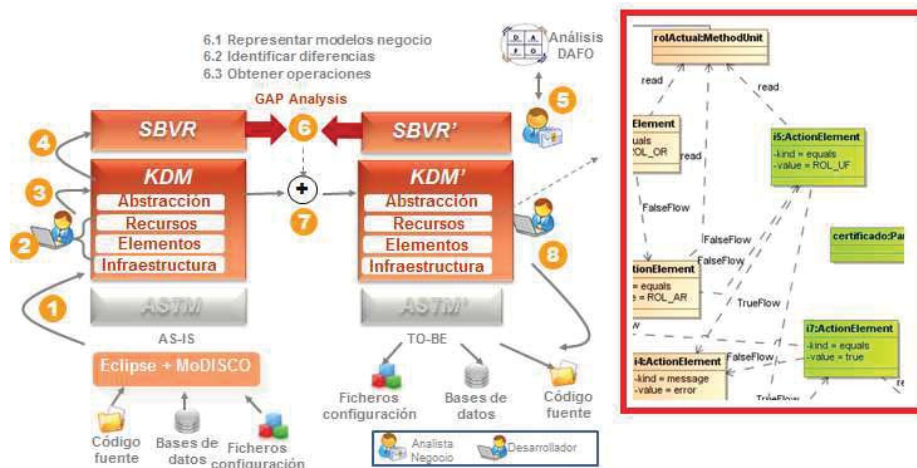 6.1 Representar modelos negocio
6.2 Identificar diferencias
6.3 Obtener operaciones
GAP Analysis
D A
F O
Análisis
DAFO
5
SBVR
6
SBVR'
4
KDM
Abstracción
Recursos
Elementos
Infraestructura
3
2
+
7
KDM'
Abstracción
Recursos
Elementos
Infraestructura
8
1
ASTM
ASTM'
AS-IS
TO-BE
Eclipse + MoDISCO
Código
fuente
Bases de
datos
Ficheros
configuración
Ficheros
configuración
Bases de
datos
Código
fuente
Analista
Negocio
Desarrollador
rolActual:MethodUnit
read
read
read
Element
quals
ROL_OR
i5:ActionElement
-kind = equals
-value = ROL_UF
FalseFlow
FalseFlow
FalseFlow
certificado:Par
ctionElement
= equals
e = ROL_AR
TrueFlow
w
i7:ActionElement
-kind = equals
-value = true
i4:ActionElement
-kind = message
-value = error
FalseFlow
TrueFlow
re